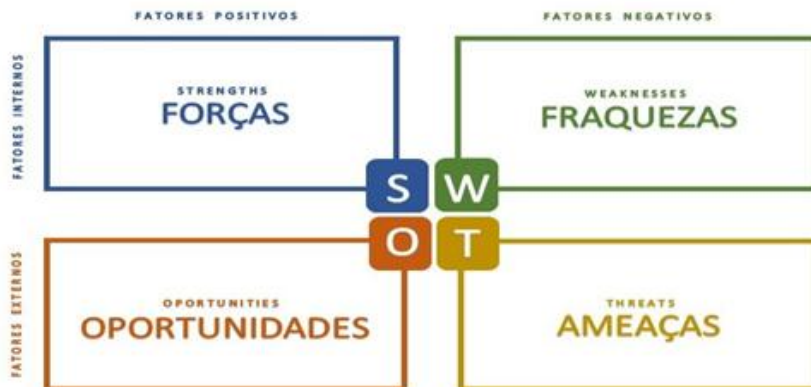 FATORES POSITIVOS
FATORES NEGATIVOS
FATORES INTERNOS
STRENGTHS
FORÇAS
WEAKNESSES
FRAQUEZAS
S
W
O
T
FATORES EXTERNOS
OPORTUNITIES
OPORTUNIDADES
THREATS
AMEAÇAS